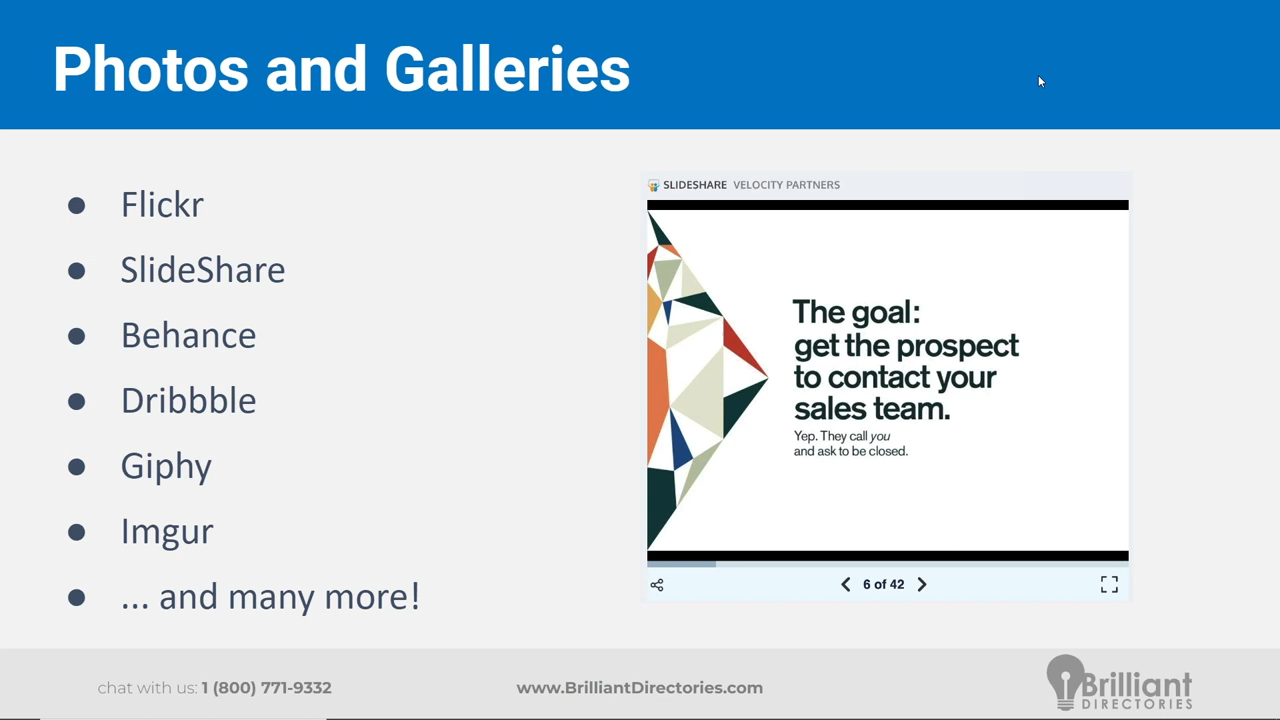 Photos and Galleries
● Flickr
● SlideShare
● Behance
● Dribbble
● Giphy
● Imgur
● ... and many more!
SLIDESHARE VELOCITY PARTNERS
The goal:
get the prospect
to contact your
sales team.
Yep. They call you
and ask to be closed.
6 of 42
chat with us: 1 (800) 771-9332
www.BrilliantDirectories.com
Brilliant
DIRECTORIES